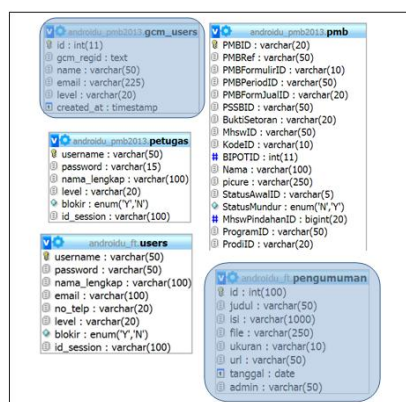 androidu_pmb2013.gcm_users
id : int(11)
gcm_regid : text
name : varchar(50)
email : varchar(225)
level : varchar(20)
created_at : timestamp
androidu_pmb2013.petugas
username : varchar(50)
password : varchar(15)
nama_lengkap : varchar(100)
level : varchar(20)
blokir : enum('Y','N')
id_session : varchar(100)
androidu_ft.users
username : varchar(50)
password : varchar(50)
nama_lengkap : varchar(100)
email : varchar(100)
no_telp : varchar(20)
level : varchar(20)
blokir : enum('Y','N')
id_session : varchar(100)
androidu_pmb2013.pmb
PMBID : varchar(20)
PMBRef : varchar(50)
PMBFormulirID : varchar(10)
PMBPeriodID : varchar(50)
PMBFormJualID : varchar(20)
PSSBID : varchar(50)
BuktiSetoran : varchar(20)
MhswID : varchar(50)
KodeID : varchar(10)
# BIPOTID : int(11)
Nama : varchar(100)
picure : varchar(250)
StatusAwalID : varchar(5)
StatusMundur : enum('N','Y')
# MhswPindahanID : bigint(20)
ProgramID : varchar(50)
ProdiID : varchar(20)
androidu_ft.pengumuman
id : int(100)
judul : varchar(50)
isi : varchar(1000)
file : varchar(250)
ukuran : varchar(10)
url : varchar(50)
tanggal : date
admin : varchar(50)